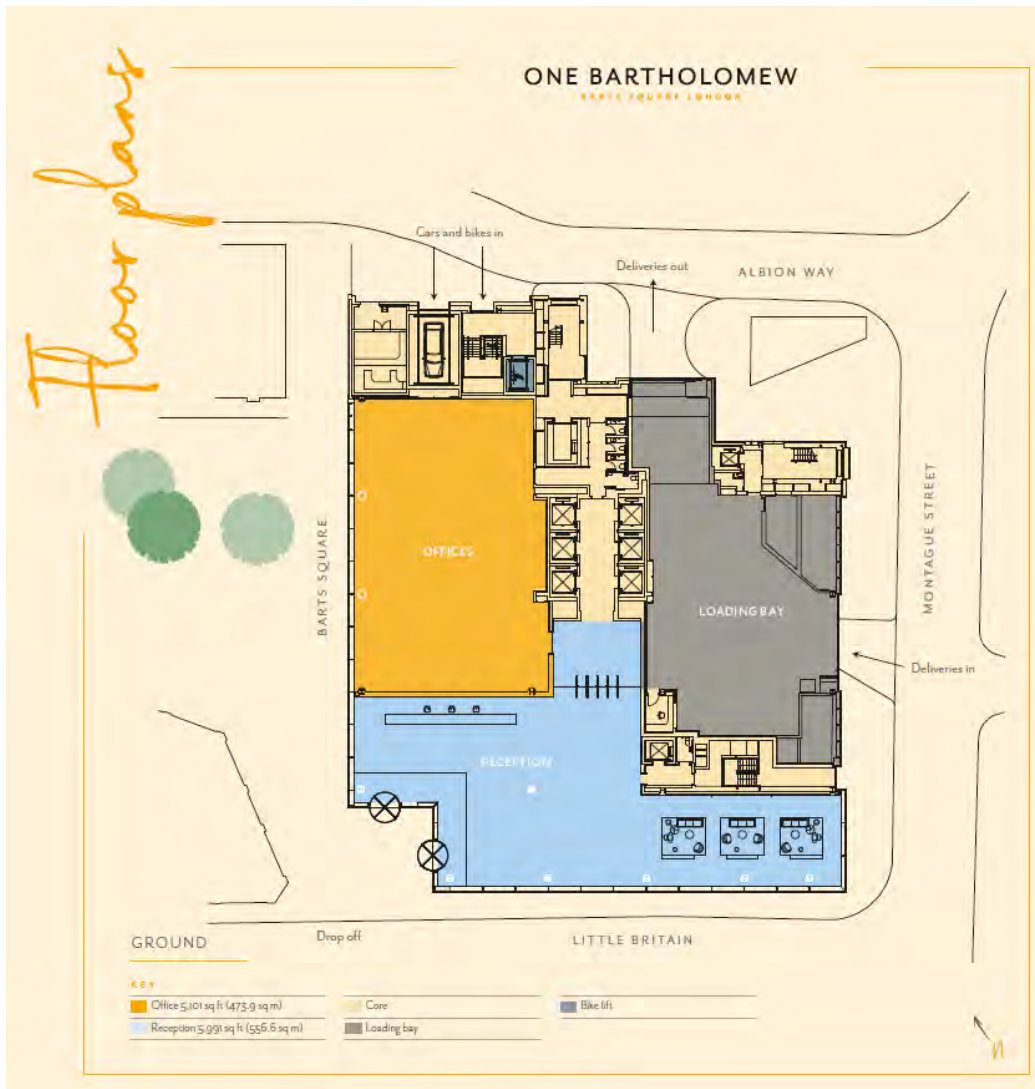 Floor plans
ONE BARTHOLOMEW
BARTS SQUARE LONDON
Cars and bikes in
Deliveries out
ALBION WAY
BARTS SQUARE
OFFICES
MONTAGUE STREET
LOADING BAY
Deliveries in
RECEPTION
GROUND
Drop off
LITTLE BRITAIN
KEY
Office 5,101 sq ft (473.9 sq m)
Core
Bike lift
Reception 5,991 sq ft (556.6 sq m)
Loading bay
n